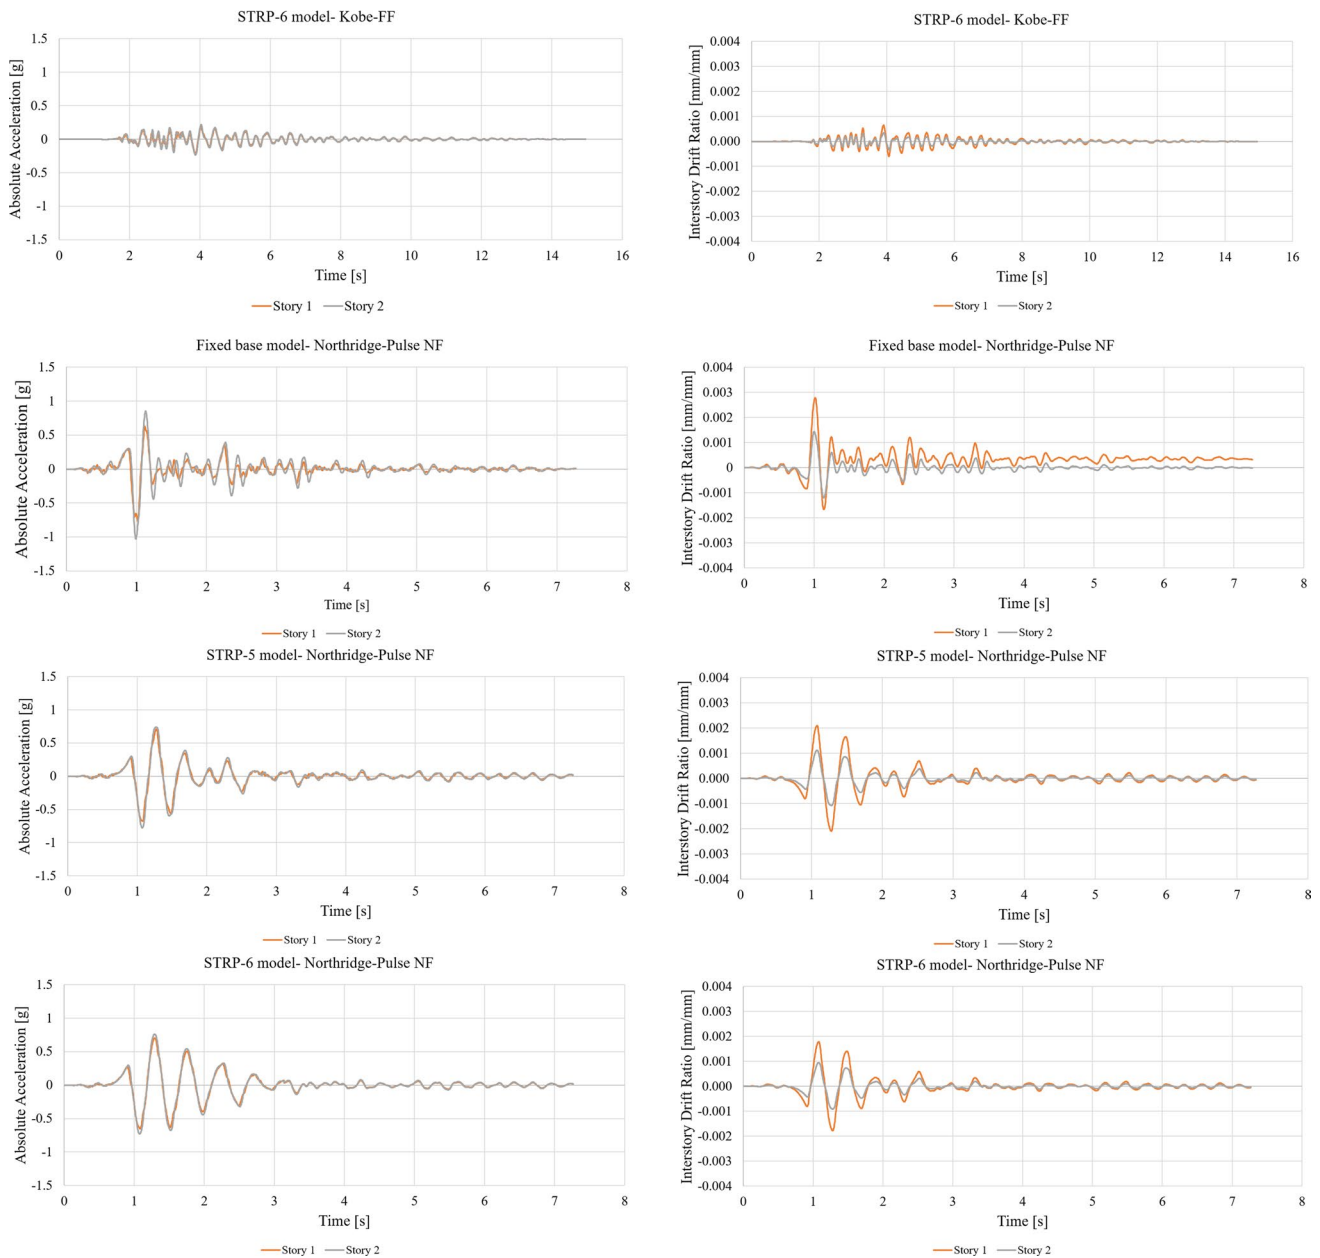 STRP-6 model- Kobe-FF
Absolute Acceleration [g]
1.5
1
0.5
0
-0.5
-1
-1.5
0 2 4 6 8 10 12 14 16
Time [s]
Story 1 Story 2
STRP-6 model- Kobe-FF
Interstory Drift Ratio [mm/mm]
0.004
0.003
0.002
0.001
0.000
-0.001
-0.002
-0.003
-0.004
0 2 4 6 8 10 12 14 16
Time [s]
Story 1 Story 2
Fixed base model- Northridge-Pulse NF
Absolute Acceleration [g]
1.5
1
0.5
0
-0.5
-1
-1.5
0 1 2 3 4 5 6 7 8
Time [s]
Story 1 Story 2
Fixed base model- Northridge-Pulse NF
Interstory Drift Ratio [mm/mm]
0.004
0.003
0.002
0.001
0
-0.001
-0.002
-0.003
-0.004
0 1 2 3 4 5 6 7 8
Time [s]
Story 1 Story 2
STRP-5 model- Northridge-Pulse NF
Absolute Acceleration [g]
1.5
1
0.5
0
-0.5
-1
-1.5
0 1 2 3 4 5 6 7 8
Time [s]
Story 1 Story 2
STRP-5 model- Northridge-Pulse NF
Interstory Drift Ratio [mm/mm]
0.004
0.003
0.002
0.001
0.000
-0.001
-0.002
-0.003
-0.004
0 1 2 3 4 5 6 7 8
Time [s]
Story 1 Story 2
STRP-6 model- Northridge-Pulse NF
Absolute Acceleration [g]
1.5
1
0.5
0
-0.5
-1
-1.5
0 1 2 3 4 5 6 7 8
Time [s]
Story 1 Story 2
STRP-6 model- Northridge-Pulse NF
Interstory Drift Ratio [mm/mm]
0.004
0.003
0.002
0.001
0.000
-0.001
-0.002
-0.003
-0.004
0 1 2 3 4 5 6 7 8
Time [s]
Story 1 Story 2